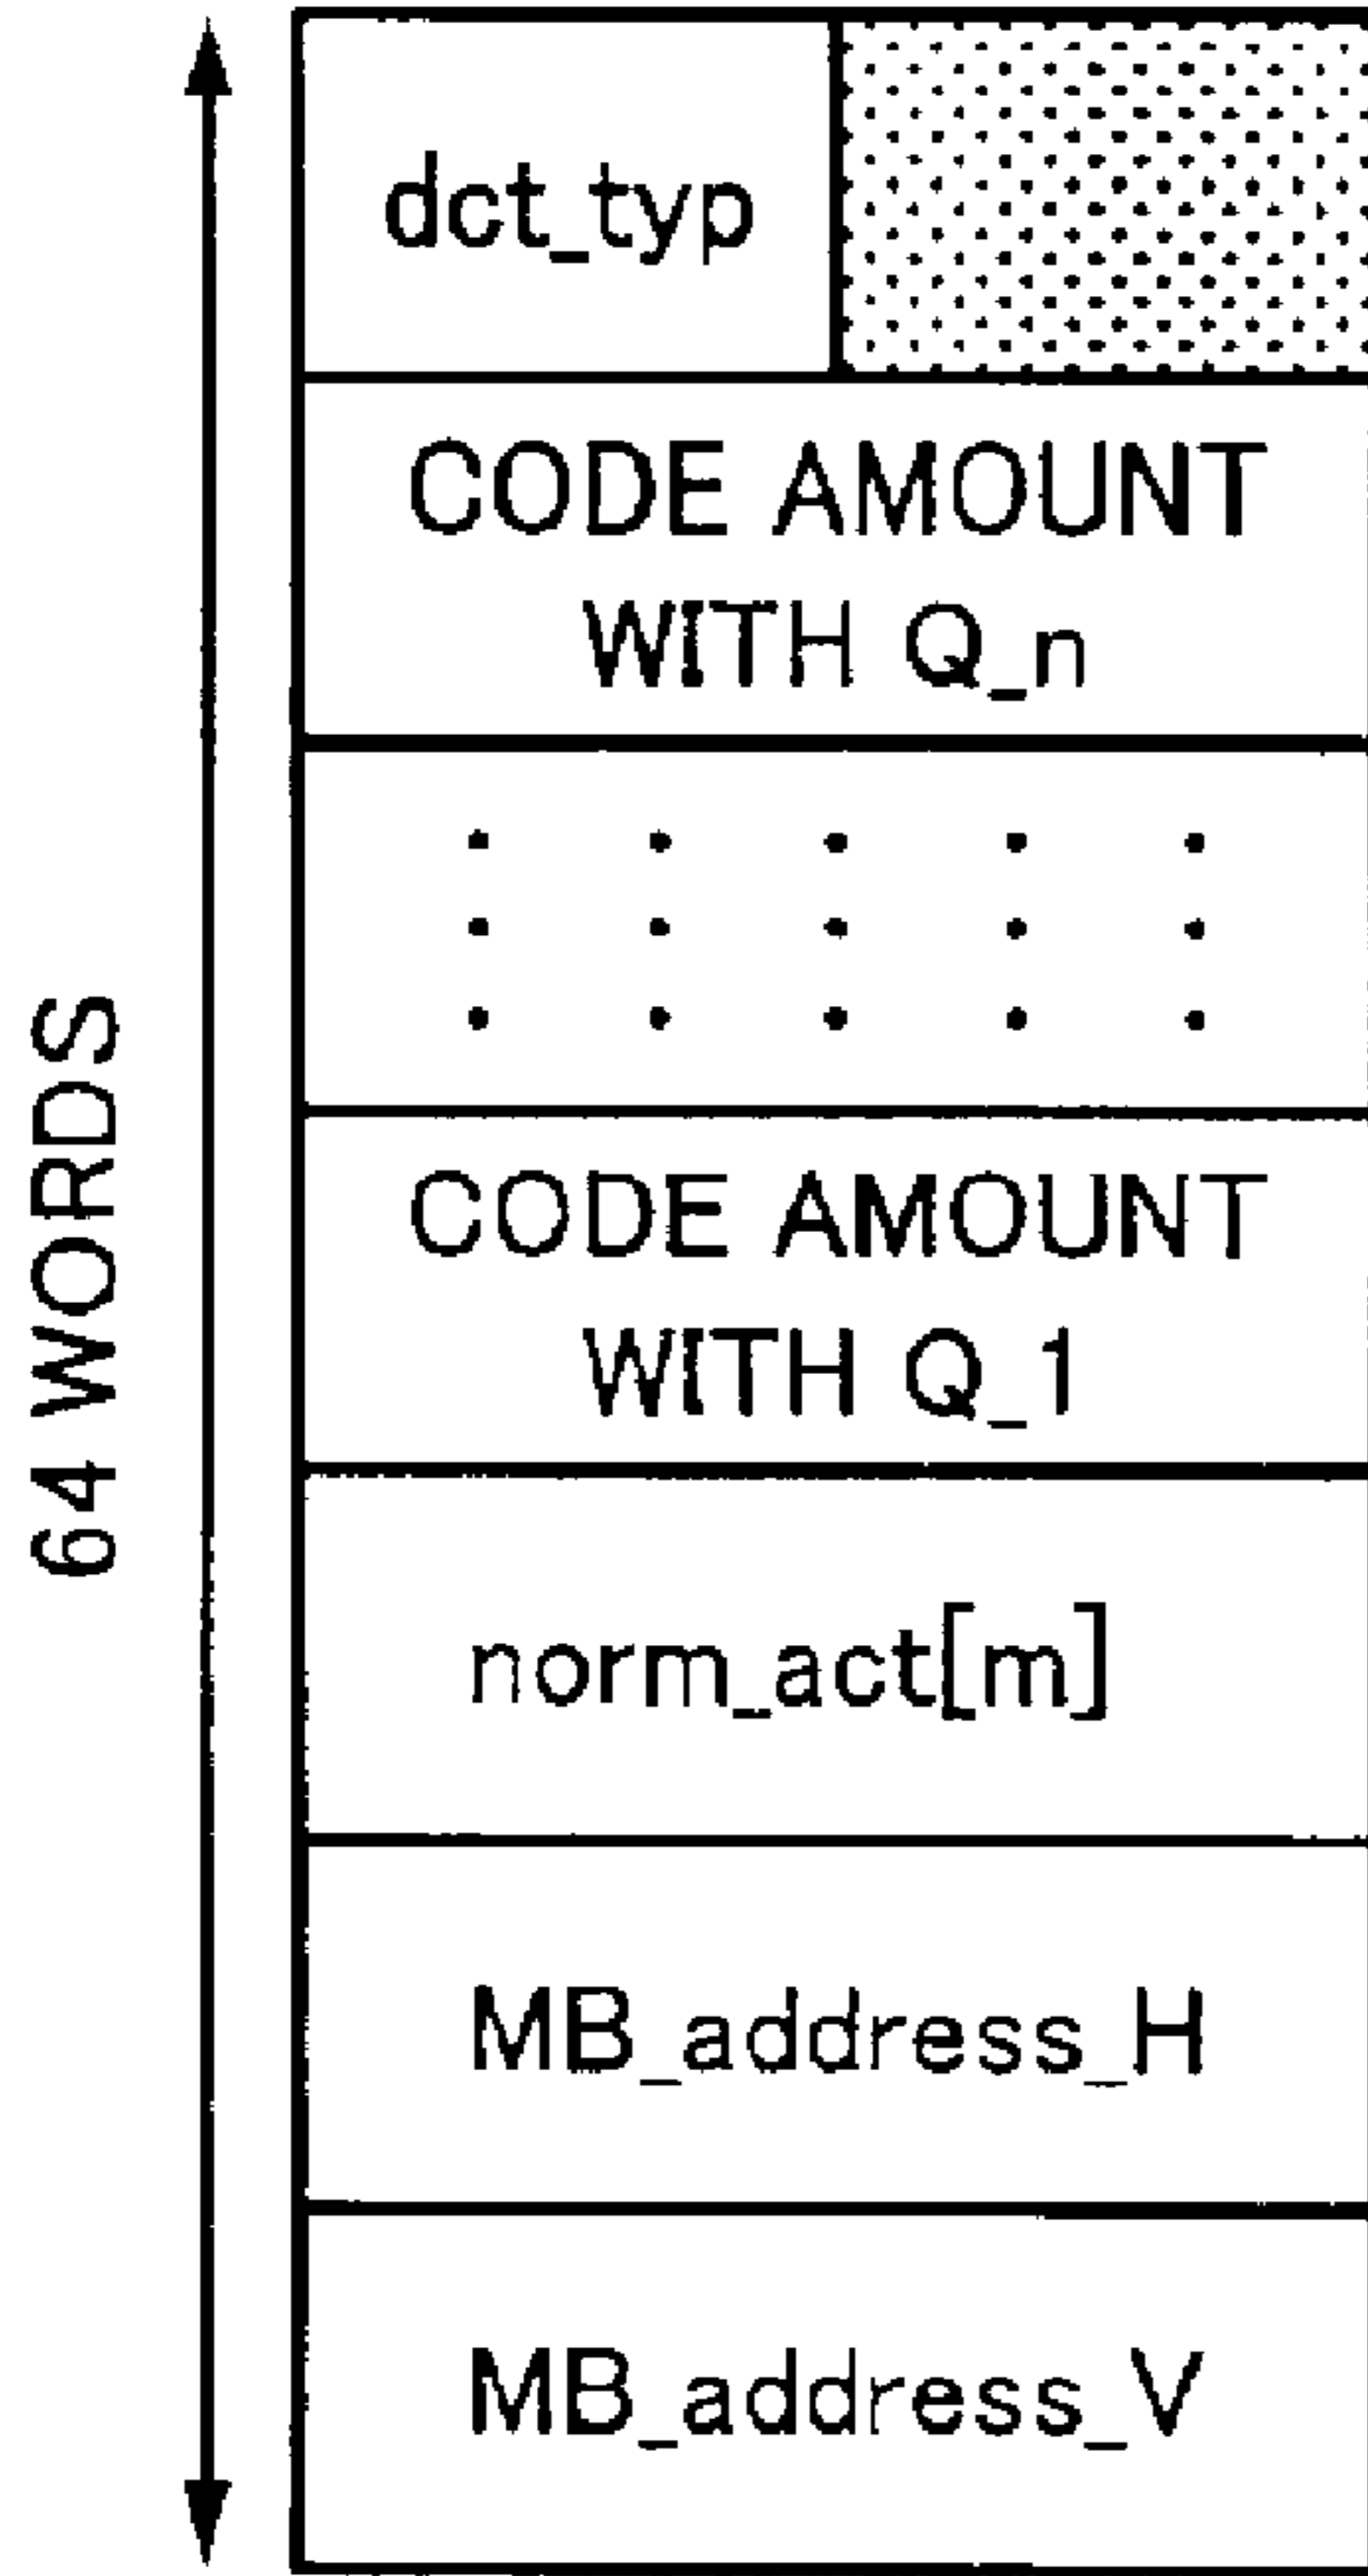 64 WORDS
dct_typ
CODE AMOUNT
WITH Q_n
CODE AMOUNT
WITH Q_1
norm_act[m]
MB_address_H
MB_address_V